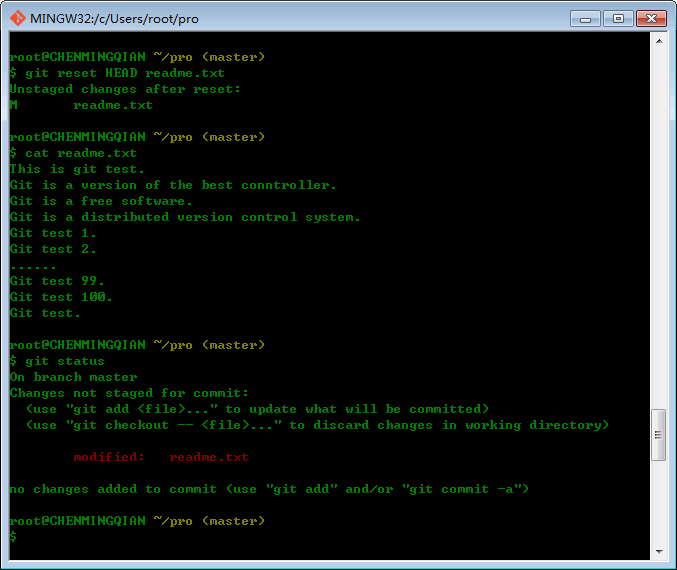 MINGW32:/c/Users/root/pro
root@CHENMINGQIAN ~/pro (master)
$ git reset HEAD readme.txt
Unstaged changes after reset:
M       readme.txt
root@CHENMINGQIAN ~/pro (master)
$ cat readme.txt
This is git test.
Git is a version of the best conntroller.
Git is a free software.
Git is a distributed version control system.
Git test 1.
Git test 2.
......
Git test 99.
Git test 100.
Git test.
root@CHENMINGQIAN ~/pro (master)
$ git status
On branch master
Changes not staged for commit:
  (use "git add <file>..." to update what will be committed)
  (use "git checkout -- <file>..." to discard changes in working directory)
        modified:   readme.txt
no changes added to commit (use "git add" and/or "git commit -a")
root@CHENMINGQIAN ~/pro (master)
$